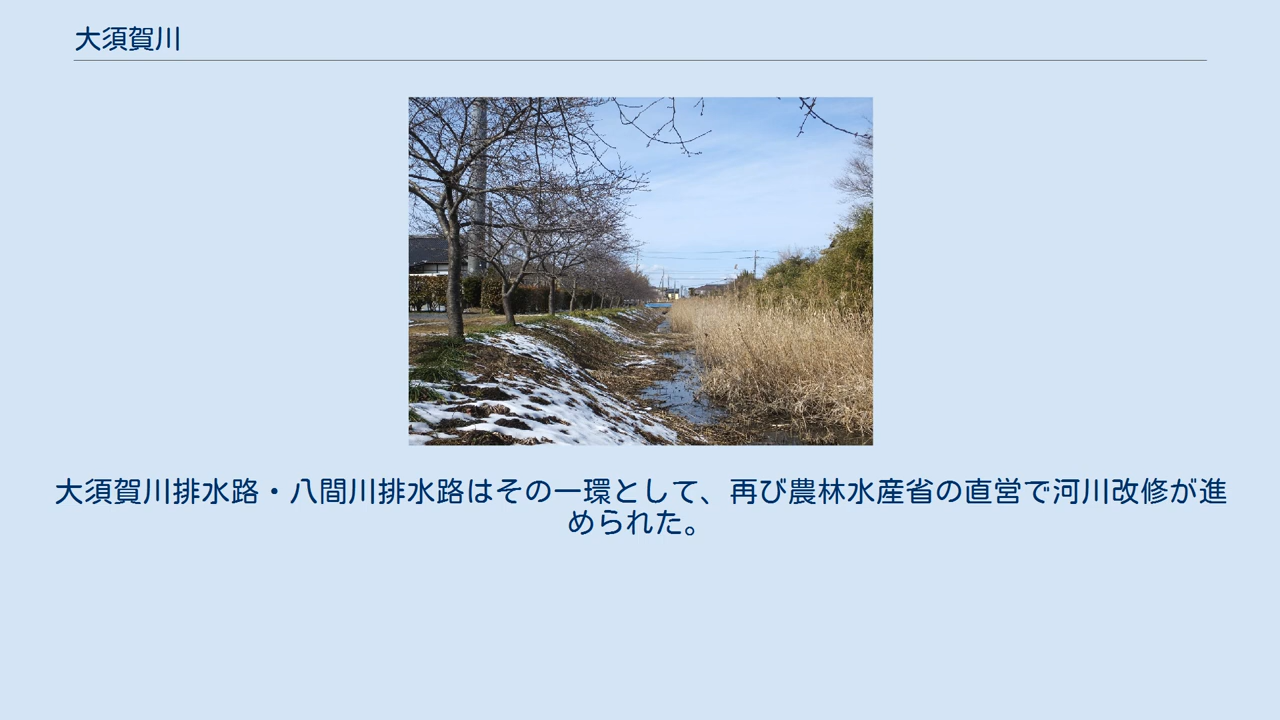 大須賀川
大須賀川排水路・八間川排水路はその一環として、再び農林水産省の直営で河川改修が進
められた。